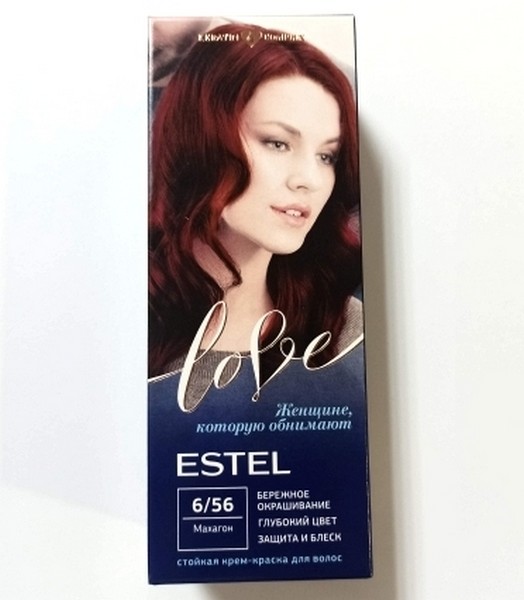 love
Женщине,
которую обнимают
ESTEL
6/56
Махагон
БЕРЕЖНОЕ
ОКРАШИВАНИЕ
ГЛУБОКИЙ ЦВЕТ
ЗАЩИТА И БЛЕСК
стойкая крем-краска для волос